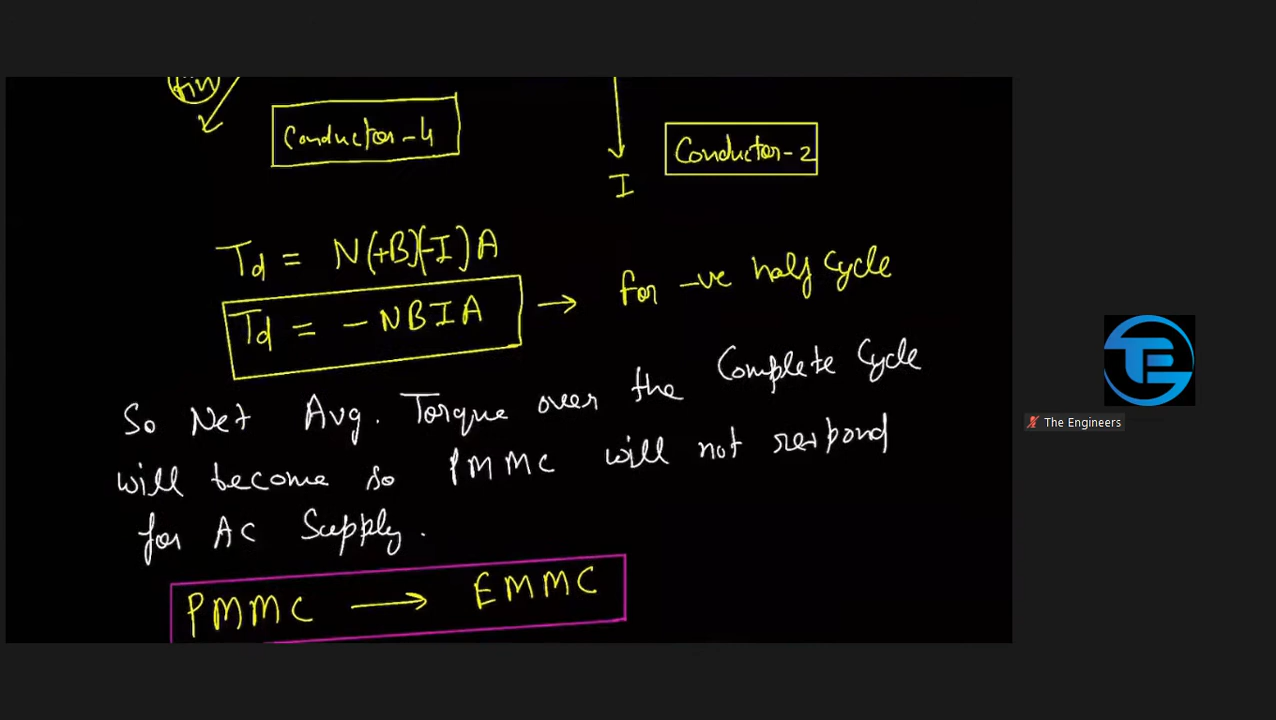 Conductor-4
Conductor-2
I
Td = N(+B)(-I)A
Td = - NBIA → for -ve half cycle
So Net Avg. Torque over the Complete Cycle
will become so PMMC will not respond
for AC Supply.
PMMC → EMMC
The Engineers